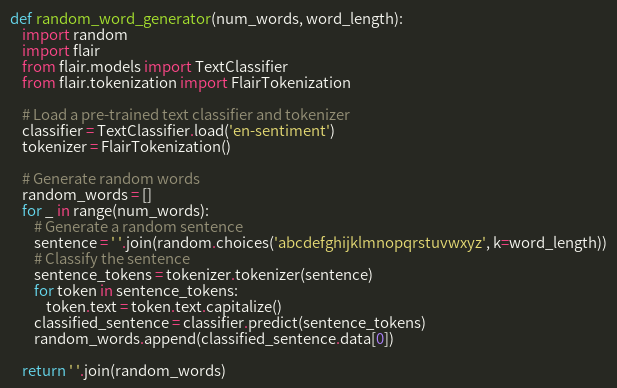 def random_word_generator(num_words, word_length):
import random
import flair
from flair.models import TextClassifier
from flair.tokenization import FlairTokenization
# Load a pre-trained text classifier and tokenizer
classifier = TextClassifier.load('en-sentiment')
tokenizer = FlairTokenization()
# Generate random words
random_words = []
for _ in range(num_words):
# Generate a random sentence
sentence = ' '.join(random.choices('abcdefghijklmnopqrstuvwxyz', k=word_length))
# Classify the sentence
sentence_tokens = tokenizer.tokenizer(sentence)
for token in sentence_tokens:
token.text = token.text.capitalize()
classified_sentence = classifier.predict(sentence_tokens)
random_words.append(classified_sentence.data[0])
return ' '.join(random_words)